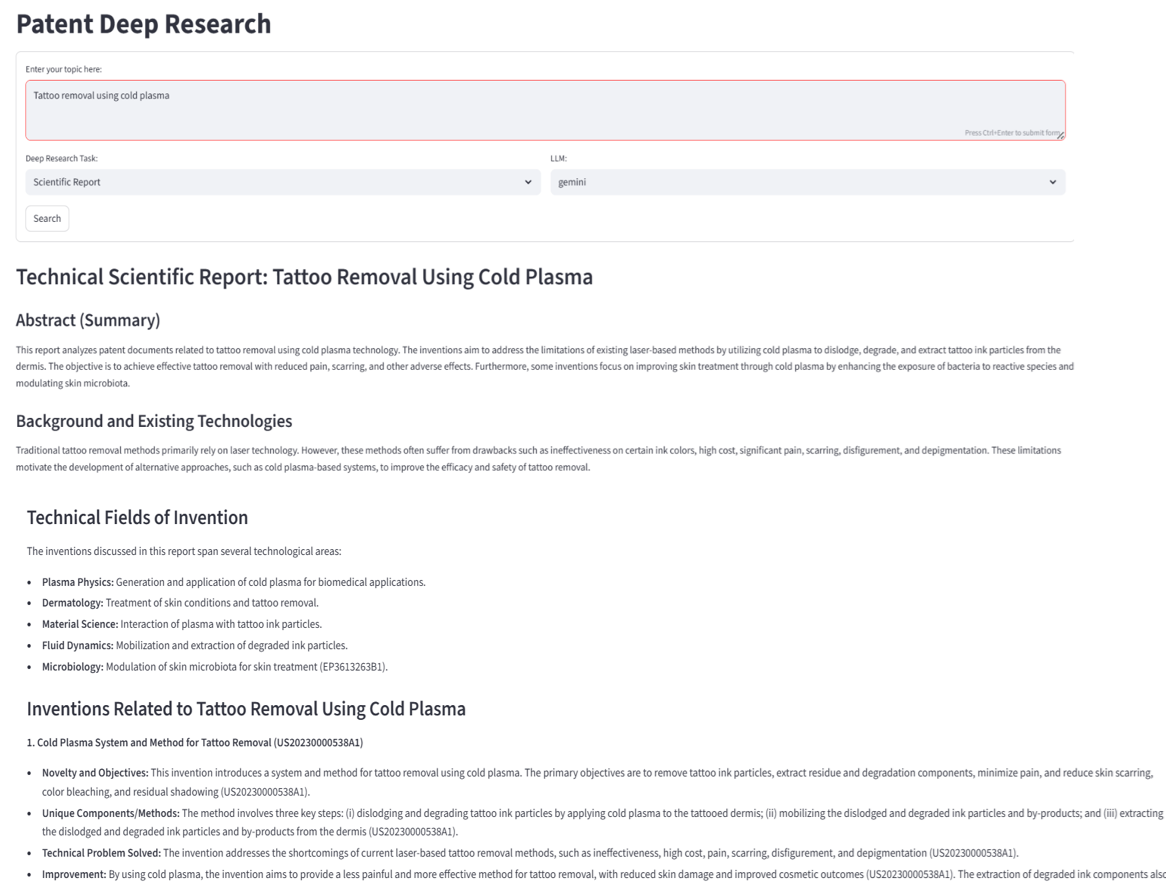 Patent Deep Research
Enter your topic here:
Tattoo removal using cold plasma
Press Ctrl+Enter to submit form
Deep Research Task:
LLM:
Scientific Report
gemini
Search
Technical Scientific Report: Tattoo Removal Using Cold Plasma
Abstract (Summary)
This report analyzes patent documents related to tattoo removal using cold plasma technology. The inventions aim to address the limitations of existing laser-based methods by utilizing cold plasma to dislodge, degrade, and extract tattoo ink particles from the
dermis. The objective is to achieve effective tattoo removal with reduced pain, scarring, and other adverse effects. Furthermore, some inventions focus on improving skin treatment through cold plasma by enhancing the exposure of bacteria to reactive species and
modulating skin microbiota.
Background and Existing Technologies
Traditional tattoo removal methods primarily rely on laser technology. However, these methods often suffer from drawbacks such as ineffectiveness on certain ink colors, high cost, significant pain, scarring, disfigurement, and depigmentation. These limitations
motivate the development of alternative approaches, such as cold plasma-based systems, to improve the efficacy and safety of tattoo removal.
Technical Fields of Invention
The inventions discussed in this report span several technological areas:
• Plasma Physics: Generation and application of cold plasma for biomedical applications.
• Dermatology: Treatment of skin conditions and tattoo removal.
• Material Science: Interaction of plasma with tattoo ink particles.
• Fluid Dynamics: Mobilization and extraction of degraded ink particles.
• Microbiology: Modulation of skin microbiota for skin treatment (EP3613263B1).
Inventions Related to Tattoo Removal Using Cold Plasma
1. Cold Plasma System and Method for Tattoo Removal (US20230000538A1)
• Novelty and Objectives: This invention introduces a system and method for tattoo removal using cold plasma. The primary objectives are to remove tattoo ink particles, extract residue and degradation components, minimize pain, and reduce skin scarring,
color bleaching, and residual shadowing (US20230000538A1).
• Unique Components/Methods: The method involves three key steps: (i) dislodging and degrading tattoo ink particles by applying cold plasma to the tattooed dermis; (ii) mobilizing the dislodged and degraded ink particles and by-products; and (iii) extracting
the dislodged and degraded ink particles and by-products from the dermis (US20230000538A1).
• Technical Problem Solved: The invention addresses the shortcomings of current laser-based tattoo removal methods, such as ineffectiveness, high cost, pain, scarring, disfigurement, and depigmentation (US20230000538A1).
• Improvement: By using cold plasma, the invention aims to provide a less painful and more effective method for tattoo removal, with reduced skin damage and improved cosmetic outcomes (US20230000538A1). The extraction of degraded ink components also